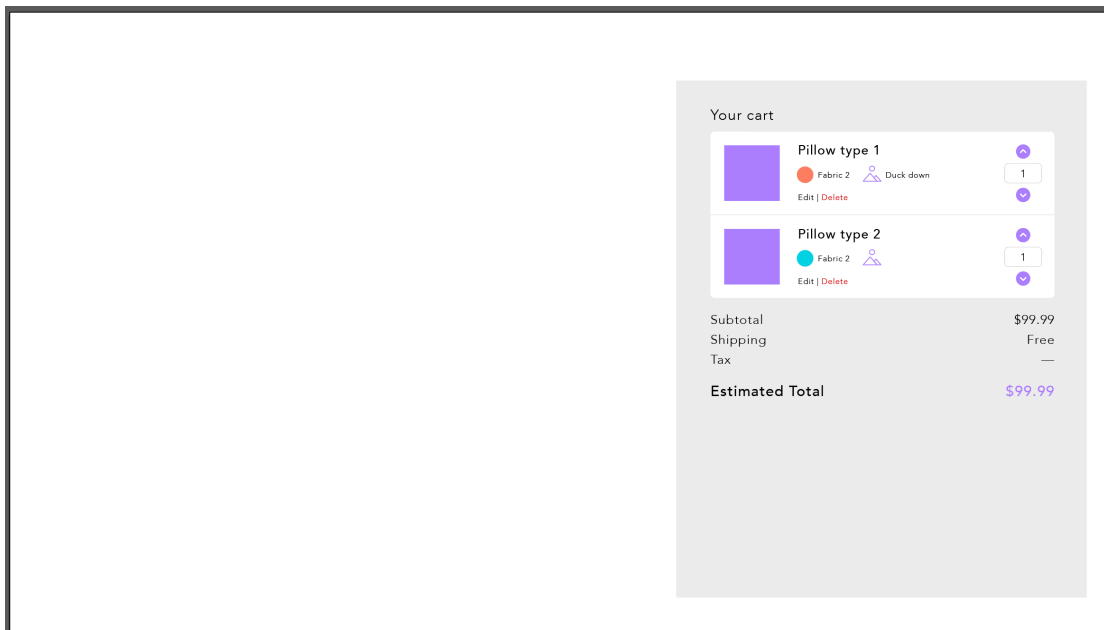 Your cart
Pillow type 1
Fabric 2 Duck down
1
Edit | Delete
Pillow type 2
Fabric 2
1
Edit | Delete
Subtotal $99.99
Shipping Free
Tax —
Estimated Total $99.99